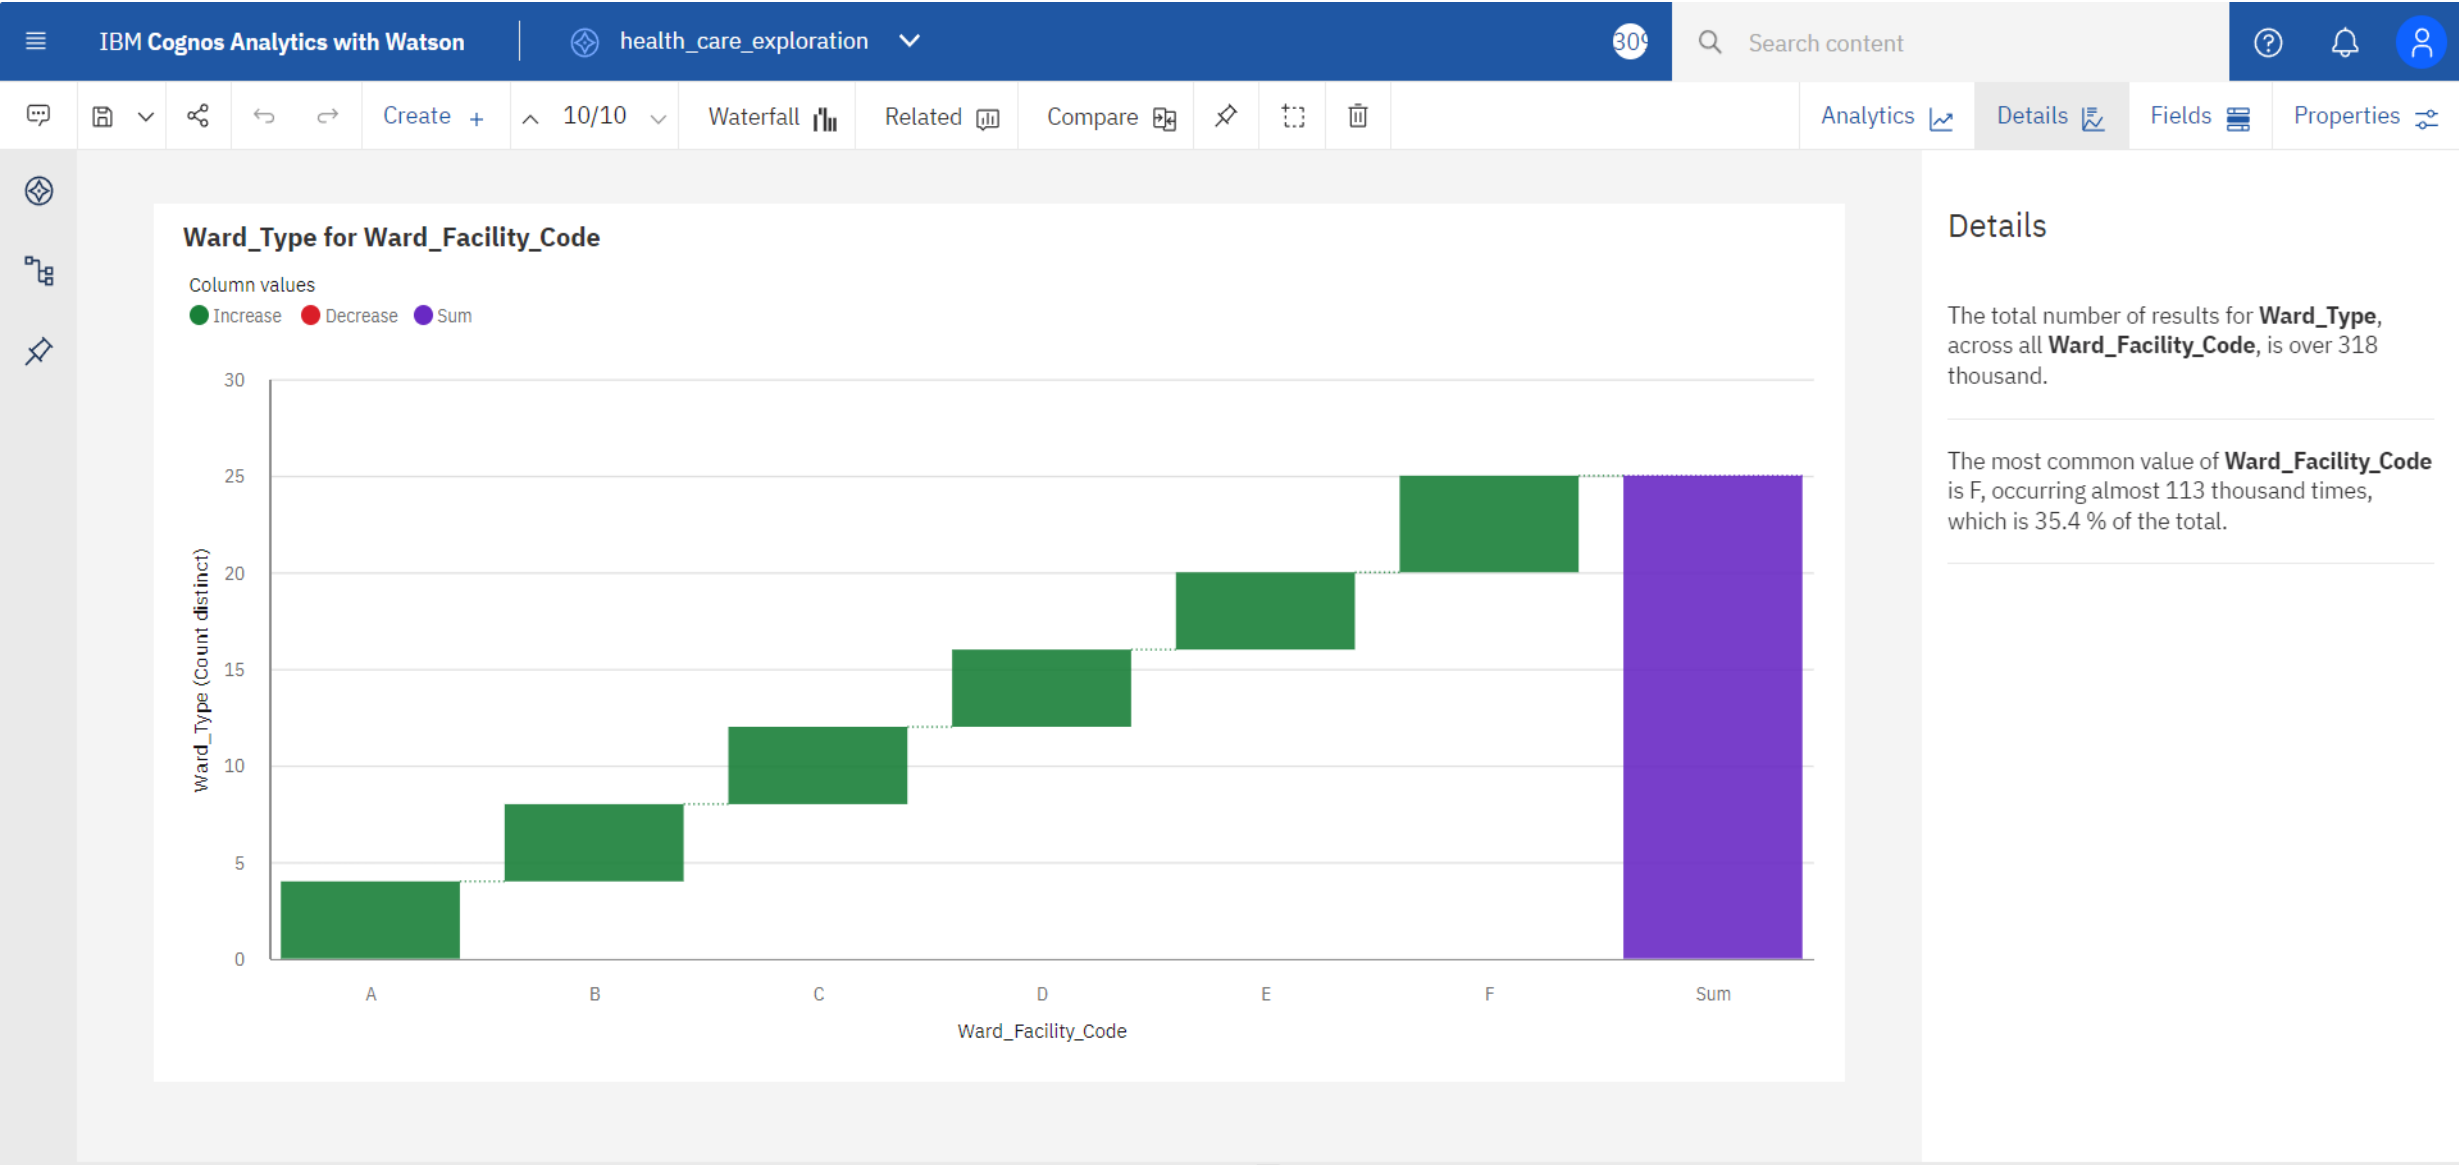 IBM Cognos Analytics with Watson
health_care_exploration
Search content
Create +
10/10
Waterfall
Related
Compare
Analytics
Details
Fields
Properties
Ward_Type for Ward_Facility_Code
Column values
Increase Decrease Sum
30
25
20
15
10
5
0
Ward_Type (Count distinct)
A B C D E F Sum
Ward_Facility_Code
Details
The total number of results for Ward_Type,
across all Ward_Facility_Code, is over 318
thousand.
The most common value of Ward_Facility_Code
is F, occurring almost 113 thousand times,
which is 35.4 % of the total.